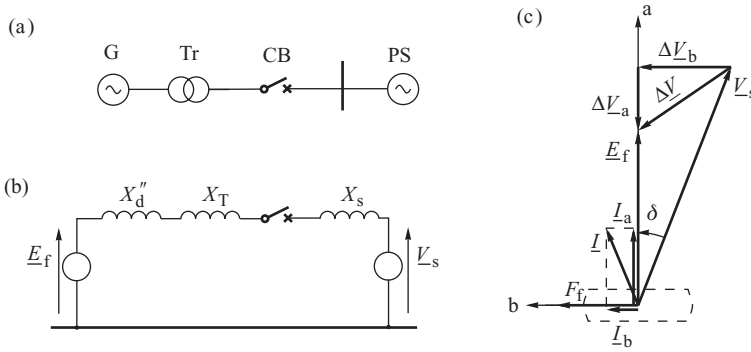 (a)
G
Tr
CB
PS
(b)
X″d
XT
Xs
Ef
Vs
(c)
a
ΔVb
ΔVa
ΔV
Vs
Ef
Ia
δ
I
Ff
b
Ib